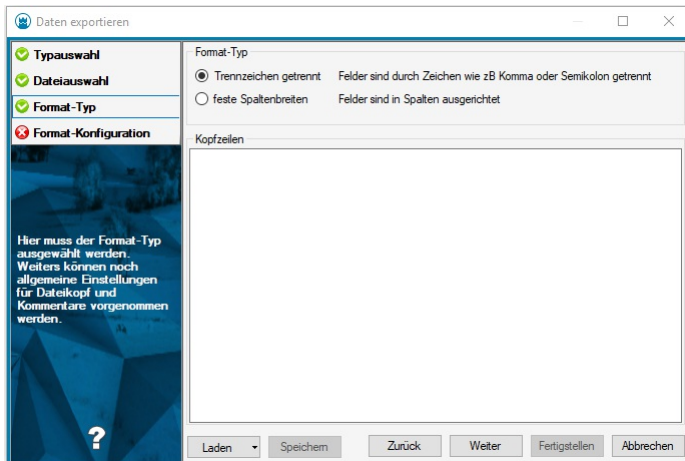 Daten exportieren
Typauswahl
Dateiauswahl
Format-Typ
Format-Konfiguration
Hier muss der Format-Typ
ausgewählt werden.
Weiters können noch
allgemeine Einstellungen
für Dateikopf und
Kommentare vorgenommen
werden.
?
Format-Typ
Trennzeichen getrennt Felder sind durch Zeichen wie zB Komma oder Semikolon getrennt
feste Spaltenbreiten Felder sind in Spalten ausgerichtet
Kopfzeilen
Laden Speichern Zurück Weiter Fertigstellen Abbrechen